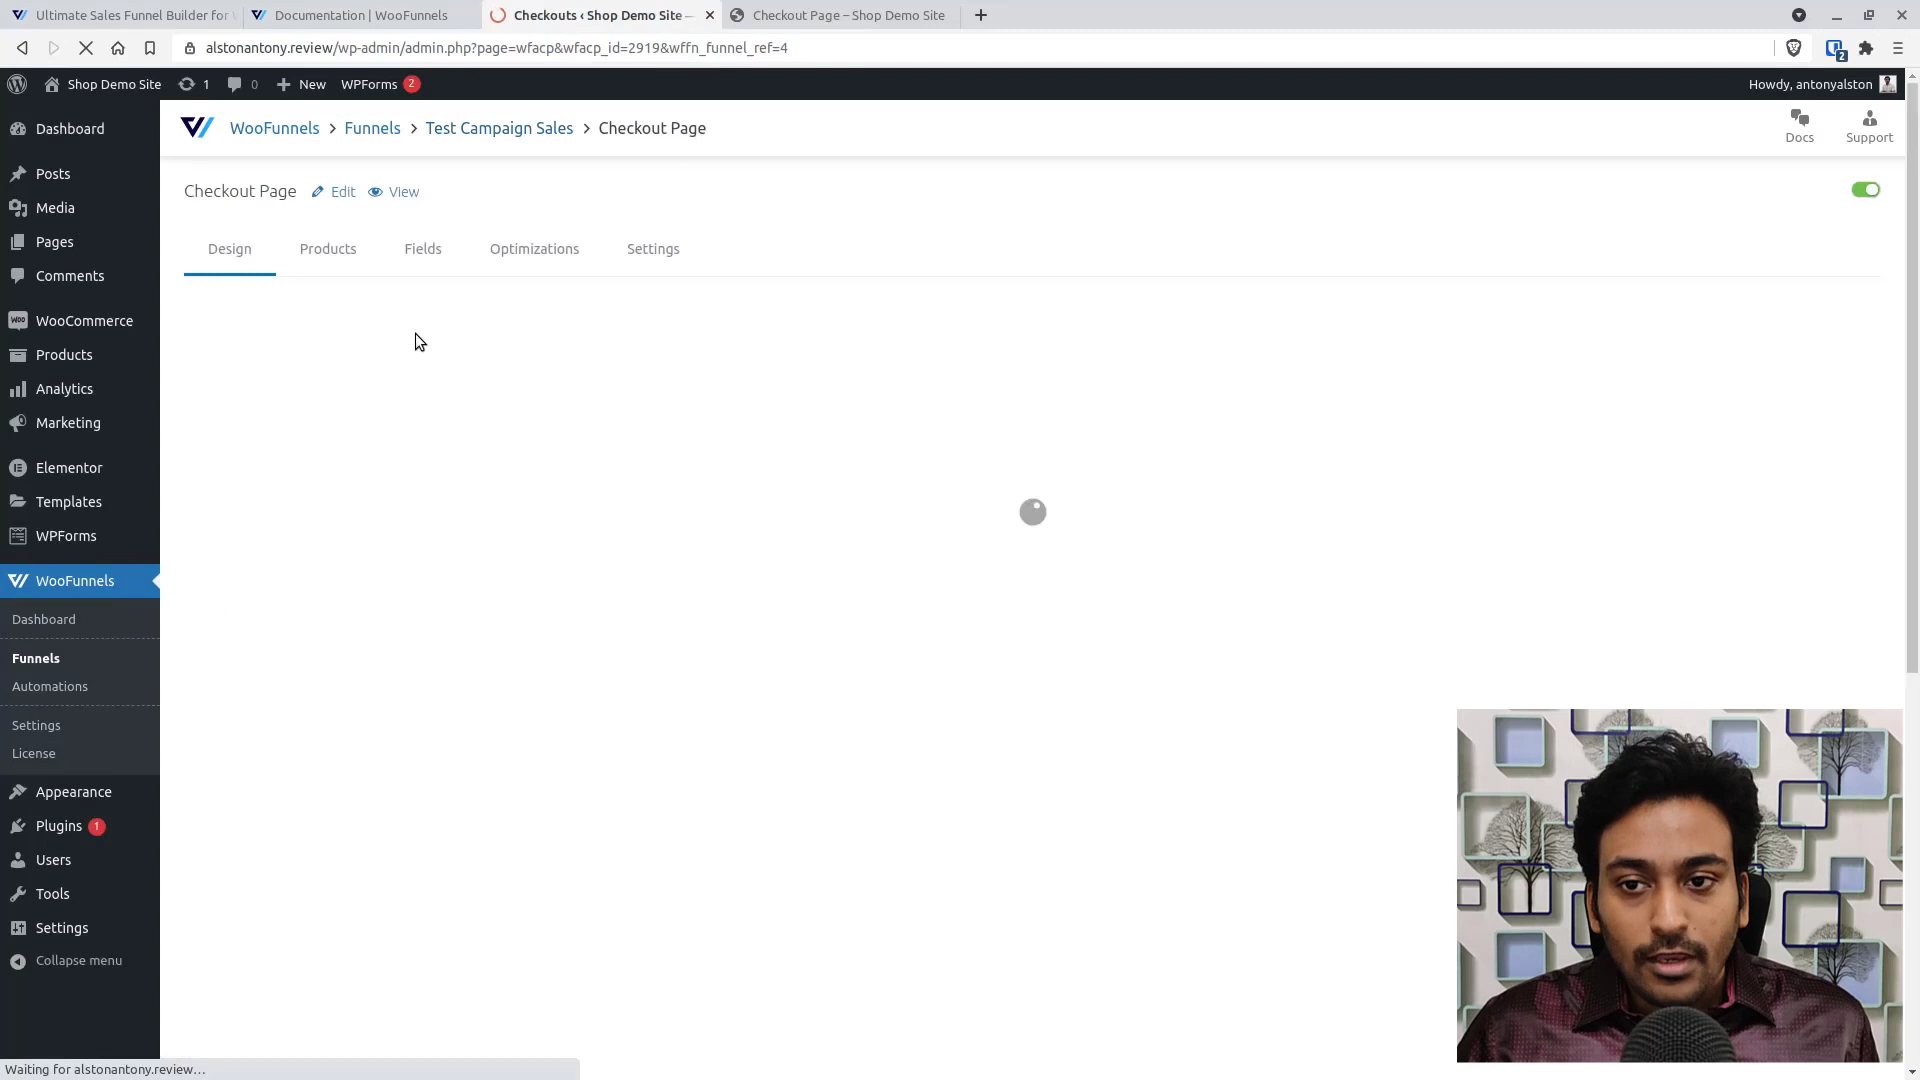 Ultimate Sales Funnel Builder for
Documentation | WooFunnels
Checkouts ‹ Shop Demo Site —
Checkout Page – Shop Demo Site
alstonantony.review/wp-admin/admin.php?page=wfacp&wfacp_id=2919&wffn_funnel_ref=4
2
Shop Demo Site
1
0
New
WPForms 2
Howdy, antonyalston
Dashboard
Posts
Media
Pages
Comments
WooCommerce
Products
Analytics
Marketing
Elementor
Templates
WPForms
WooFunnels
Dashboard
Funnels
Automations
Settings
License
Appearance
Plugins 1
Users
Tools
Settings
Collapse menu
WooFunnels > Funnels > Test Campaign Sales > Checkout Page
Docs
Support
Checkout Page Edit View
Design Products Fields Optimizations Settings
Waiting for alstonantony.review…